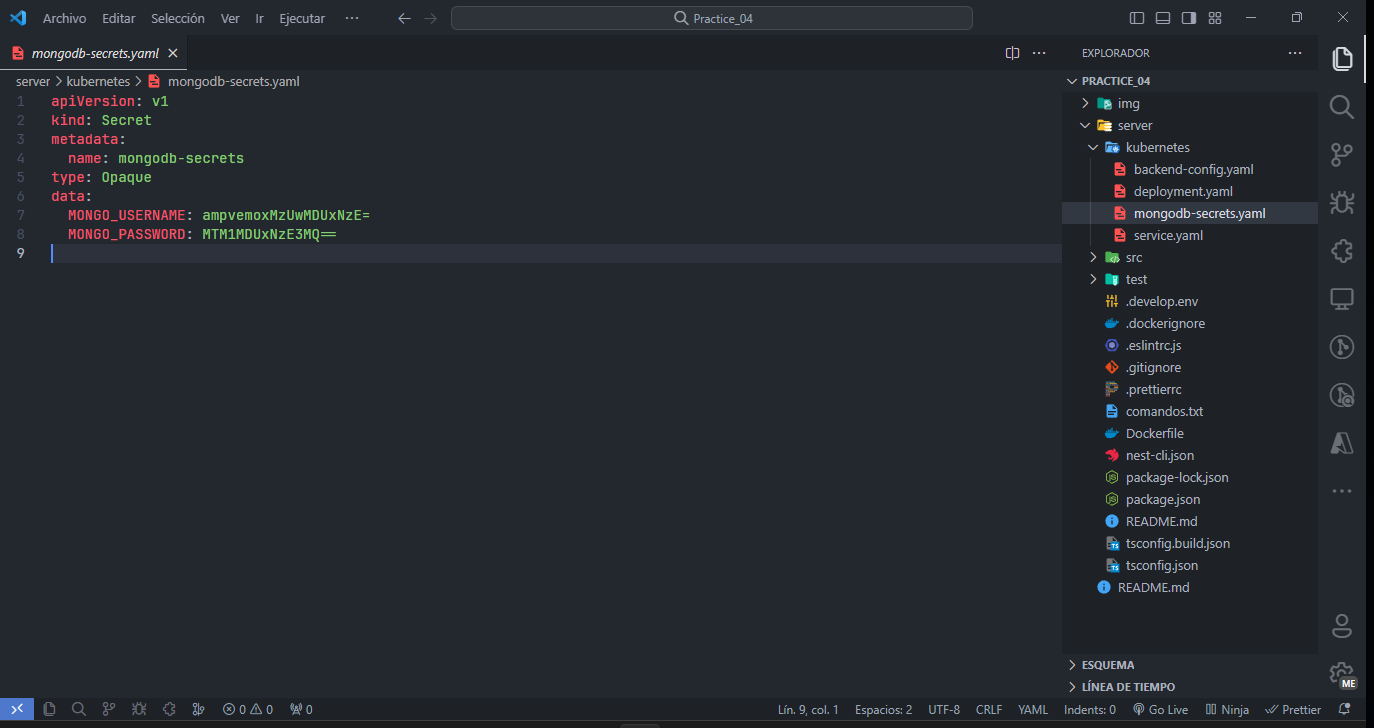 Archivo Editar Selección Ver Ir Ejecutar ··· Practice_04
mongodb-secrets.yaml
server > kubernetes > mongodb-secrets.yaml
1 apiVersion: v1
2 kind: Secret
3 metadata:
4 name: mongodb-secrets
5 type: Opaque
6 data:
7 MONGO_USERNAME: ampvemoxMzUwMDUxNzE=
8 MONGO_PASSWORD: MTM1MDUxNzE3MQ==
9
EXPLORADOR
PRACTICE_04
img
server
kubernetes
backend-config.yaml
deployment.yaml
mongodb-secrets.yaml
service.yaml
src
test
.develop.env
.dockerignore
.eslintrc.js
.gitignore
.prettierrc
comandos.txt
Dockerfile
nest-cli.json
package-lock.json
package.json
README.md
tsconfig.build.json
tsconfig.json
README.md
ESQUEMA
LÍNEA DE TIEMPO
ME
0 0 0 Lín. 9, col. 1 Espacios: 2 UTF-8 CRLF YAML Indents: 0 Go Live Ninja Prettier